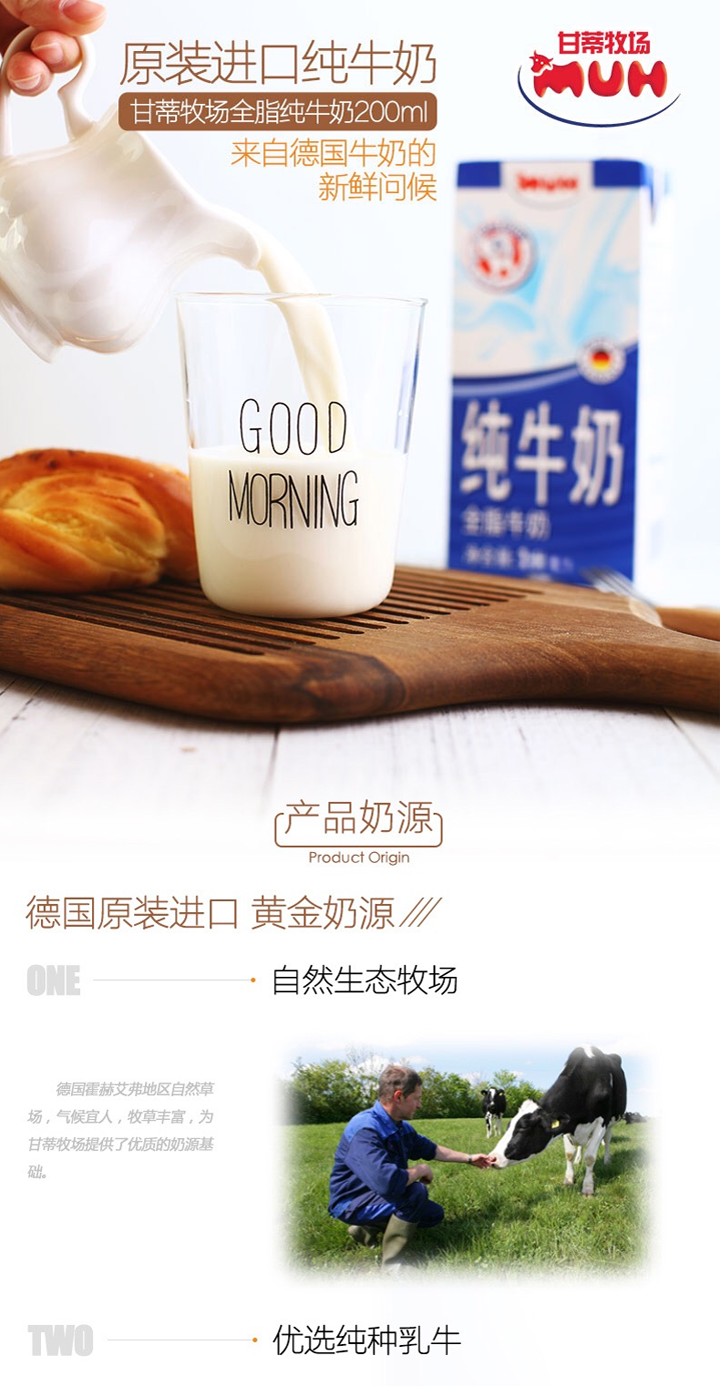 原装进口纯牛奶
甘蒂牧场全脂纯牛奶200ml
来自德国牛奶的
新鲜问候
甘蒂牧场
MUH
GOOD
MORNING
纯牛奶
全脂牛奶
产品奶源
Product Origin
德国原装进口 黄金奶源
ONE
自然生态牧场
德国霍赫艾弗地区自然草
场，气候宜人，牧草丰富，为
甘蒂牧场提供了优质的奶源基
础。
TWO
优选纯种乳牛